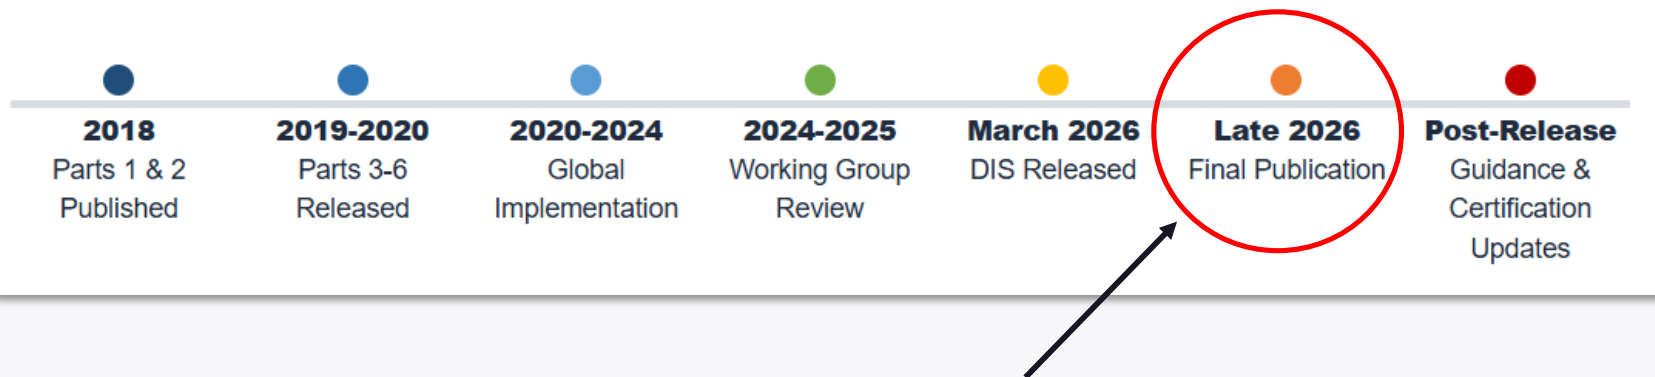 2018
Parts 1 & 2
Published
2019-2020
Parts 3-6
Released
2020-2024
Global
Implementation
2024-2025
Working Group
Review
March 2026
DIS Released
Late 2026
Final Publication
Post-Release
Guidance &
Certification
Updates